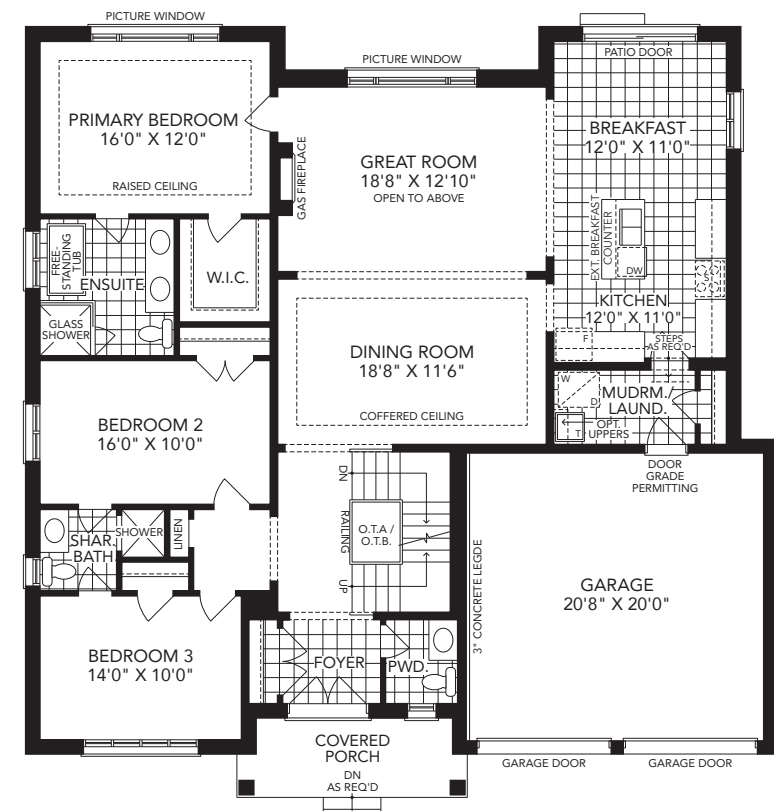 PICTURE WINDOW
PICTURE WINDOW
PATIO DOOR
PRIMARY BEDROOM
16'0" X 12'0"
RAISED CEILING
GAS FIREPLACE
GREAT ROOM
18'8" X 12'10"
OPEN TO ABOVE
BREAKFAST
12'0" X 11'0"
EXT. BREAKFAST
COUNTER
DW
S
KITCHEN
12'0" X 11'0"
F
STEPS
AS REQ'D
FREE-
STANDING
TUB
ENSUITE
W.I.C.
GLASS
SHOWER
DINING ROOM
18'8" X 11'6"
COFFERED CEILING
W
D
MUDRM./
LAUND.
T
OPT.
UPPERS
DOOR
GRADE
PERMITTING
BEDROOM 2
16'0" X 10'0"
DN
RAILING
UP
O.T.A /
O.T.B.
SHAR.
BATH
SHOWER
LINEN
3" CONCRETE LEGDE
GARAGE
20'8" X 20'0"
BEDROOM 3
14'0" X 10'0"
FOYER
PWD.
COVERED
PORCH
DN
AS REQ'D
GARAGE DOOR
GARAGE DOOR